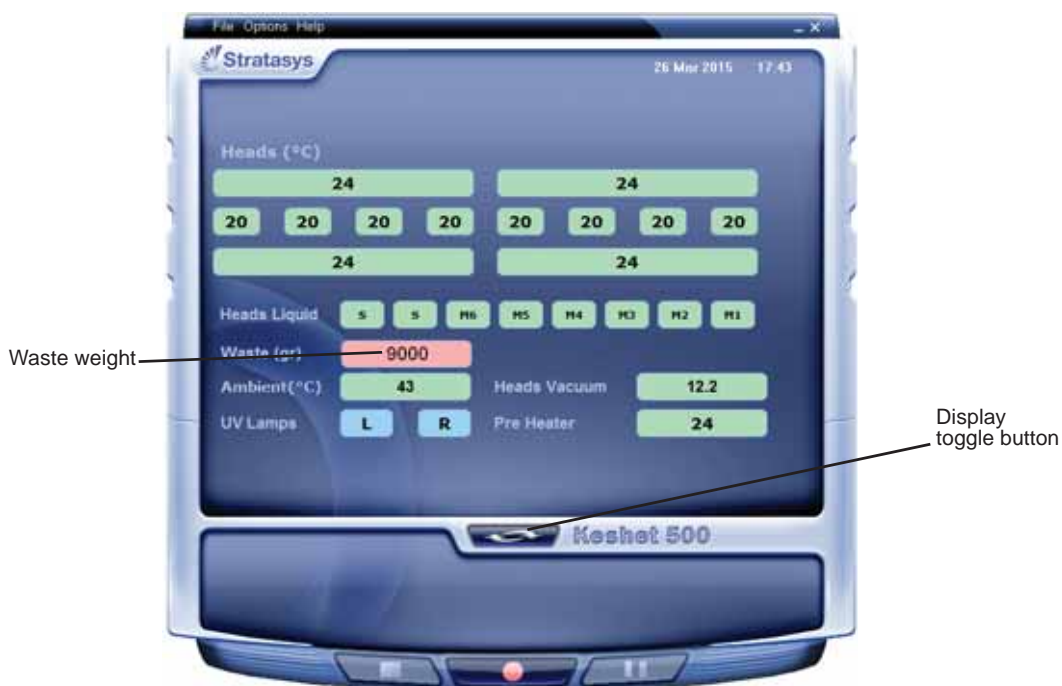 File Options Help
Stratasys
26 Mar 2015 17:43
Heads (°C)
24 24
20 20 20 20 20 20 20 20
24 24
Heads Liquid S S M6 M5 M4 M3 M2 M1
Waste weight
Waste (gr) 9000
Ambient(°C) 43 Heads Vacuum 12.2
UV Lamps L R Pre Heater 24
Display
toggle button
Keshet 500